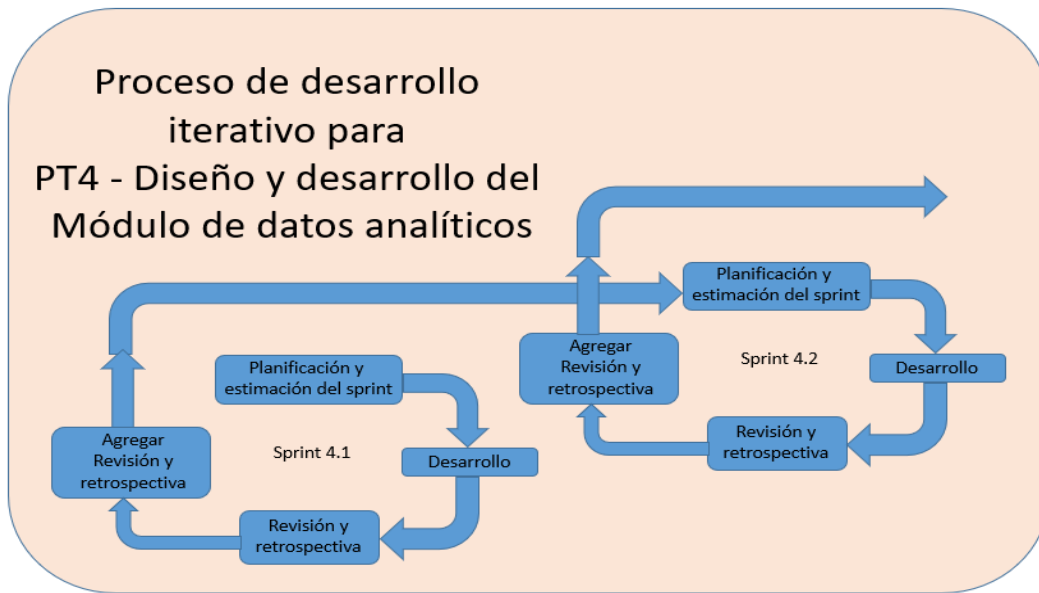 Proceso de desarrollo
iterativo para
PT4 - Diseño y desarrollo del
Módulo de datos analíticos
Planificación y
estimación del sprint
Desarrollo
Revisión y
retrospectiva
Agregar
Revisión y
retrospectiva
Sprint 4.1
Planificación y
estimación del sprint
Desarrollo
Revisión y
retrospectiva
Agregar
Revisión y
retrospectiva
Sprint 4.2